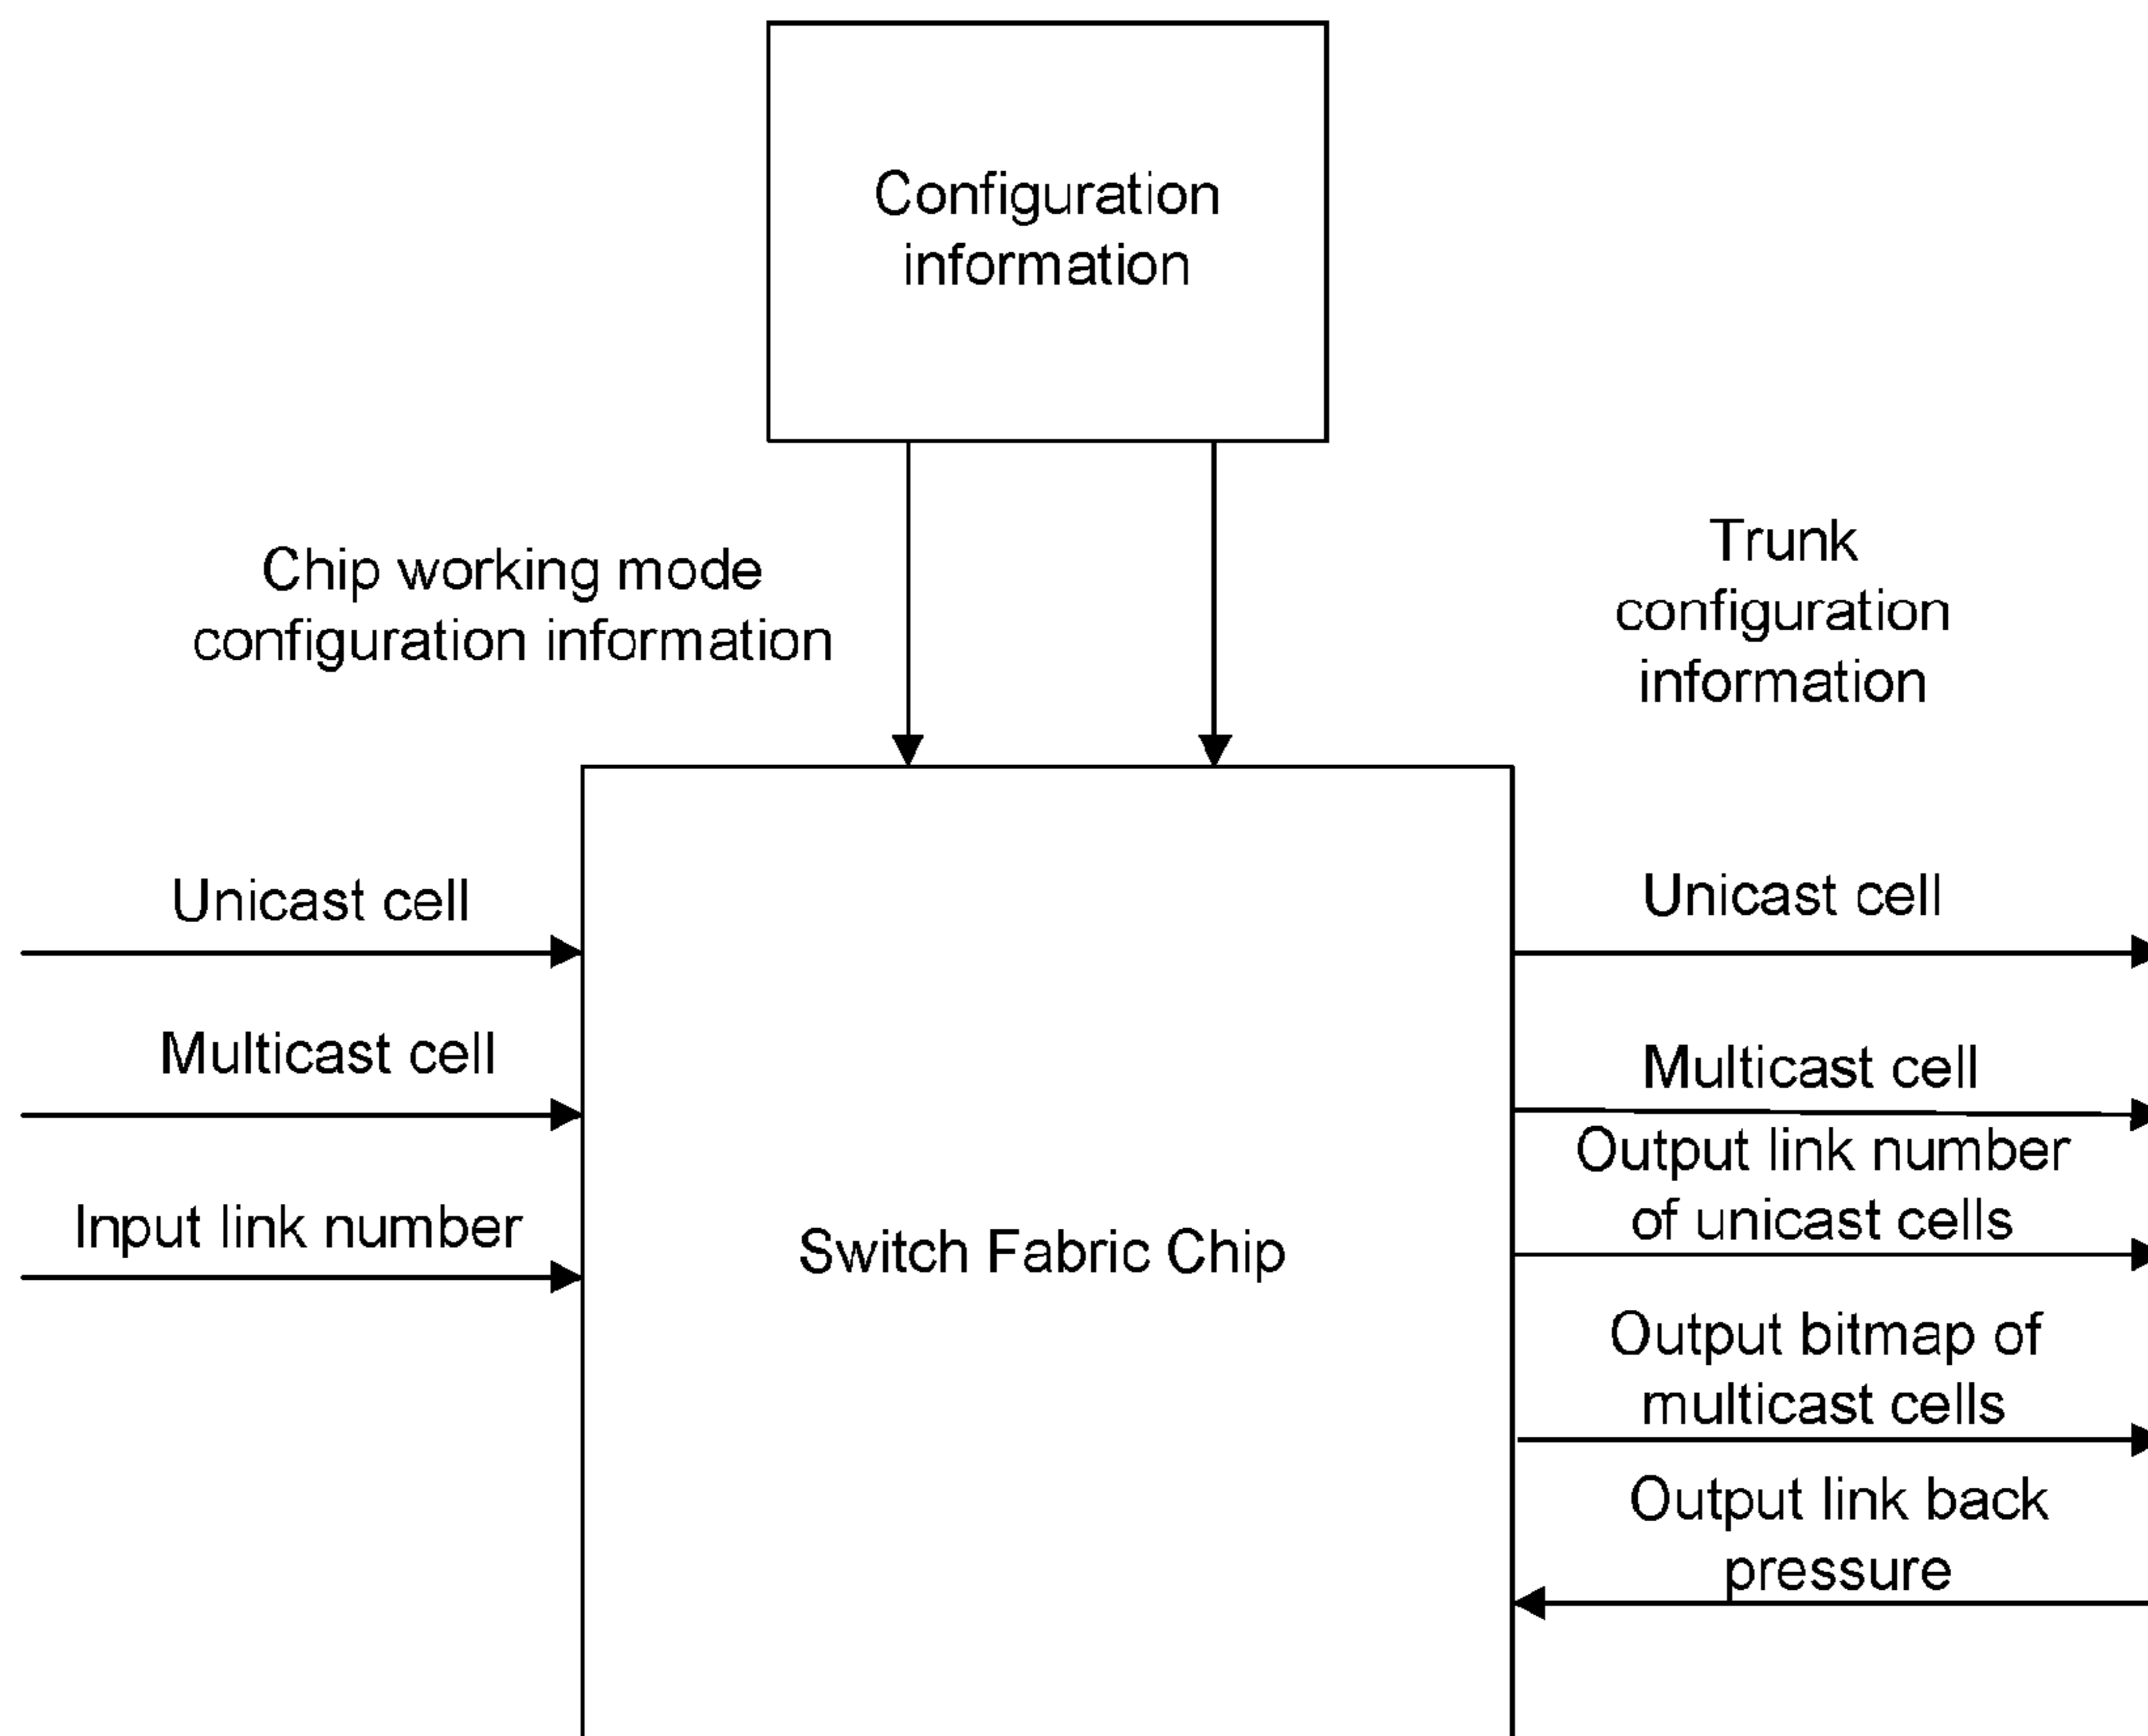 Configuration
information
Chip working mode
configuration information
Trunk
configuration
information
Unicast cell
Multicast cell
Input link number
Switch Fabric Chip
Unicast cell
Multicast cell
Output link number
of unicast cells
Output bitmap of
multicast cells
Output link back
pressure